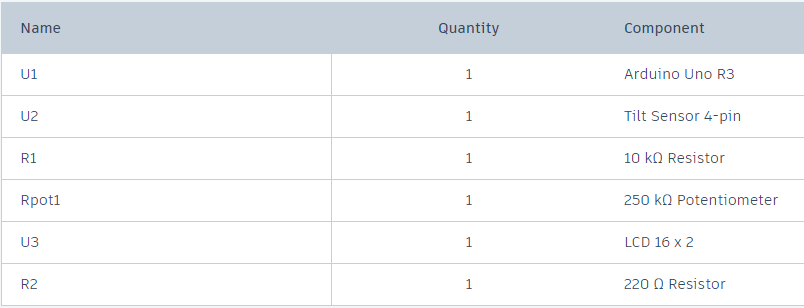 Name Quantity Component
U1 1 Arduino Uno R3
U2 1 Tilt Sensor 4-pin
R1 1 10 kΩ Resistor
Rpot1 1 250 kΩ Potentiometer
U3 1 LCD 16 x 2
R2 1 220 Ω Resistor